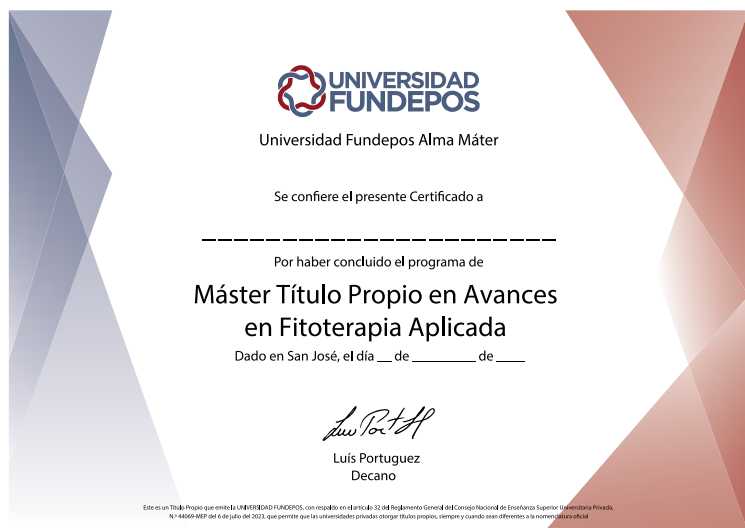 UNIVERSIDAD
FUNDEPOS
Universidad Fundepos Alma Máter
Se confiere el presente Certificado a
_______________________
Por haber concluido el programa de
Máster Título Propio en Avances
en Fitoterapia Aplicada
Dado en San José, el día __ de ________ de ____
Luís Portuguez
Decano
Este es un Título Propio que emite la UNIVERSIDAD FUNDEPOS, con respaldo en el artículo 32 del Reglamento General del Consejo Nacional de Enseñanza Superior Universitaria Privada,
N.º 44069-MEP del 6 de julio del 2023, que permite que las universidades privadas otorgar títulos propios, siempre y cuando sean diferentes a la nomenclatura oficial